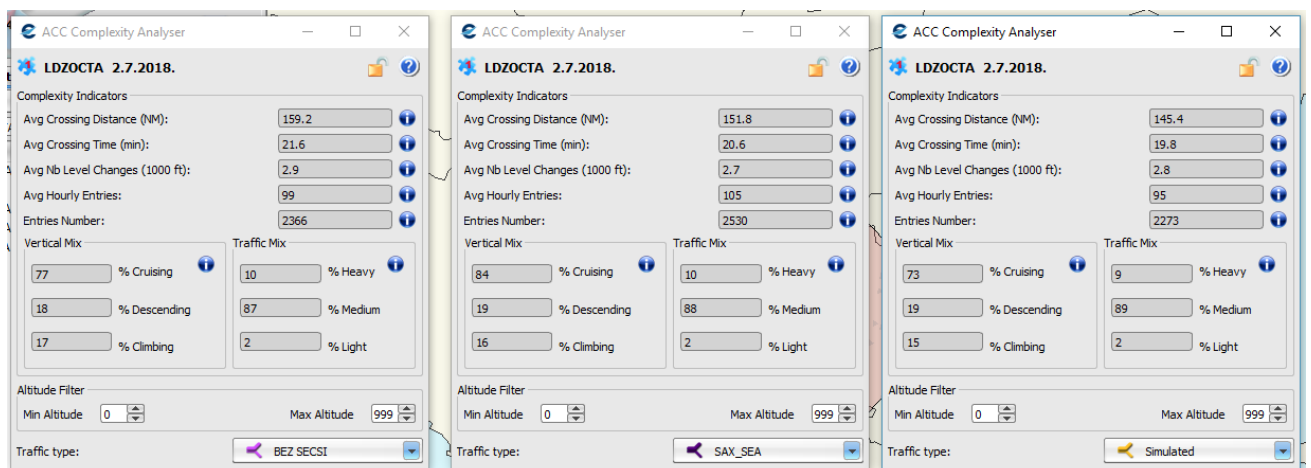 ACC Complexity Analyser
LDZOCTA 2.7.2018.
Complexity Indicators
Avg Crossing Distance (NM): 159.2
Avg Crossing Time (min): 21.6
Avg Nb Level Changes (1000 ft): 2.9
Avg Hourly Entries: 99
Entries Number: 2366
Vertical Mix Traffic Mix
77 % Cruising 10 % Heavy
18 % Descending 87 % Medium
17 % Climbing 2 % Light
Altitude Filter
Min Altitude 0 Max Altitude 999
Traffic type: BEZ SECSI
ACC Complexity Analyser
LDZOCTA 2.7.2018.
Complexity Indicators
Avg Crossing Distance (NM): 151.8
Avg Crossing Time (min): 20.6
Avg Nb Level Changes (1000 ft): 2.7
Avg Hourly Entries: 105
Entries Number: 2530
Vertical Mix Traffic Mix
84 % Cruising 10 % Heavy
19 % Descending 88 % Medium
16 % Climbing 2 % Light
Altitude Filter
Min Altitude 0 Max Altitude 999
Traffic type: SAX_SEA
ACC Complexity Analyser
LDZOCTA 2.7.2018.
Complexity Indicators
Avg Crossing Distance (NM): 145.4
Avg Crossing Time (min): 19.8
Avg Nb Level Changes (1000 ft): 2.8
Avg Hourly Entries: 95
Entries Number: 2273
Vertical Mix Traffic Mix
73 % Cruising 9 % Heavy
19 % Descending 89 % Medium
15 % Climbing 2 % Light
Altitude Filter
Min Altitude 0 Max Altitude 999
Traffic type: Simulated